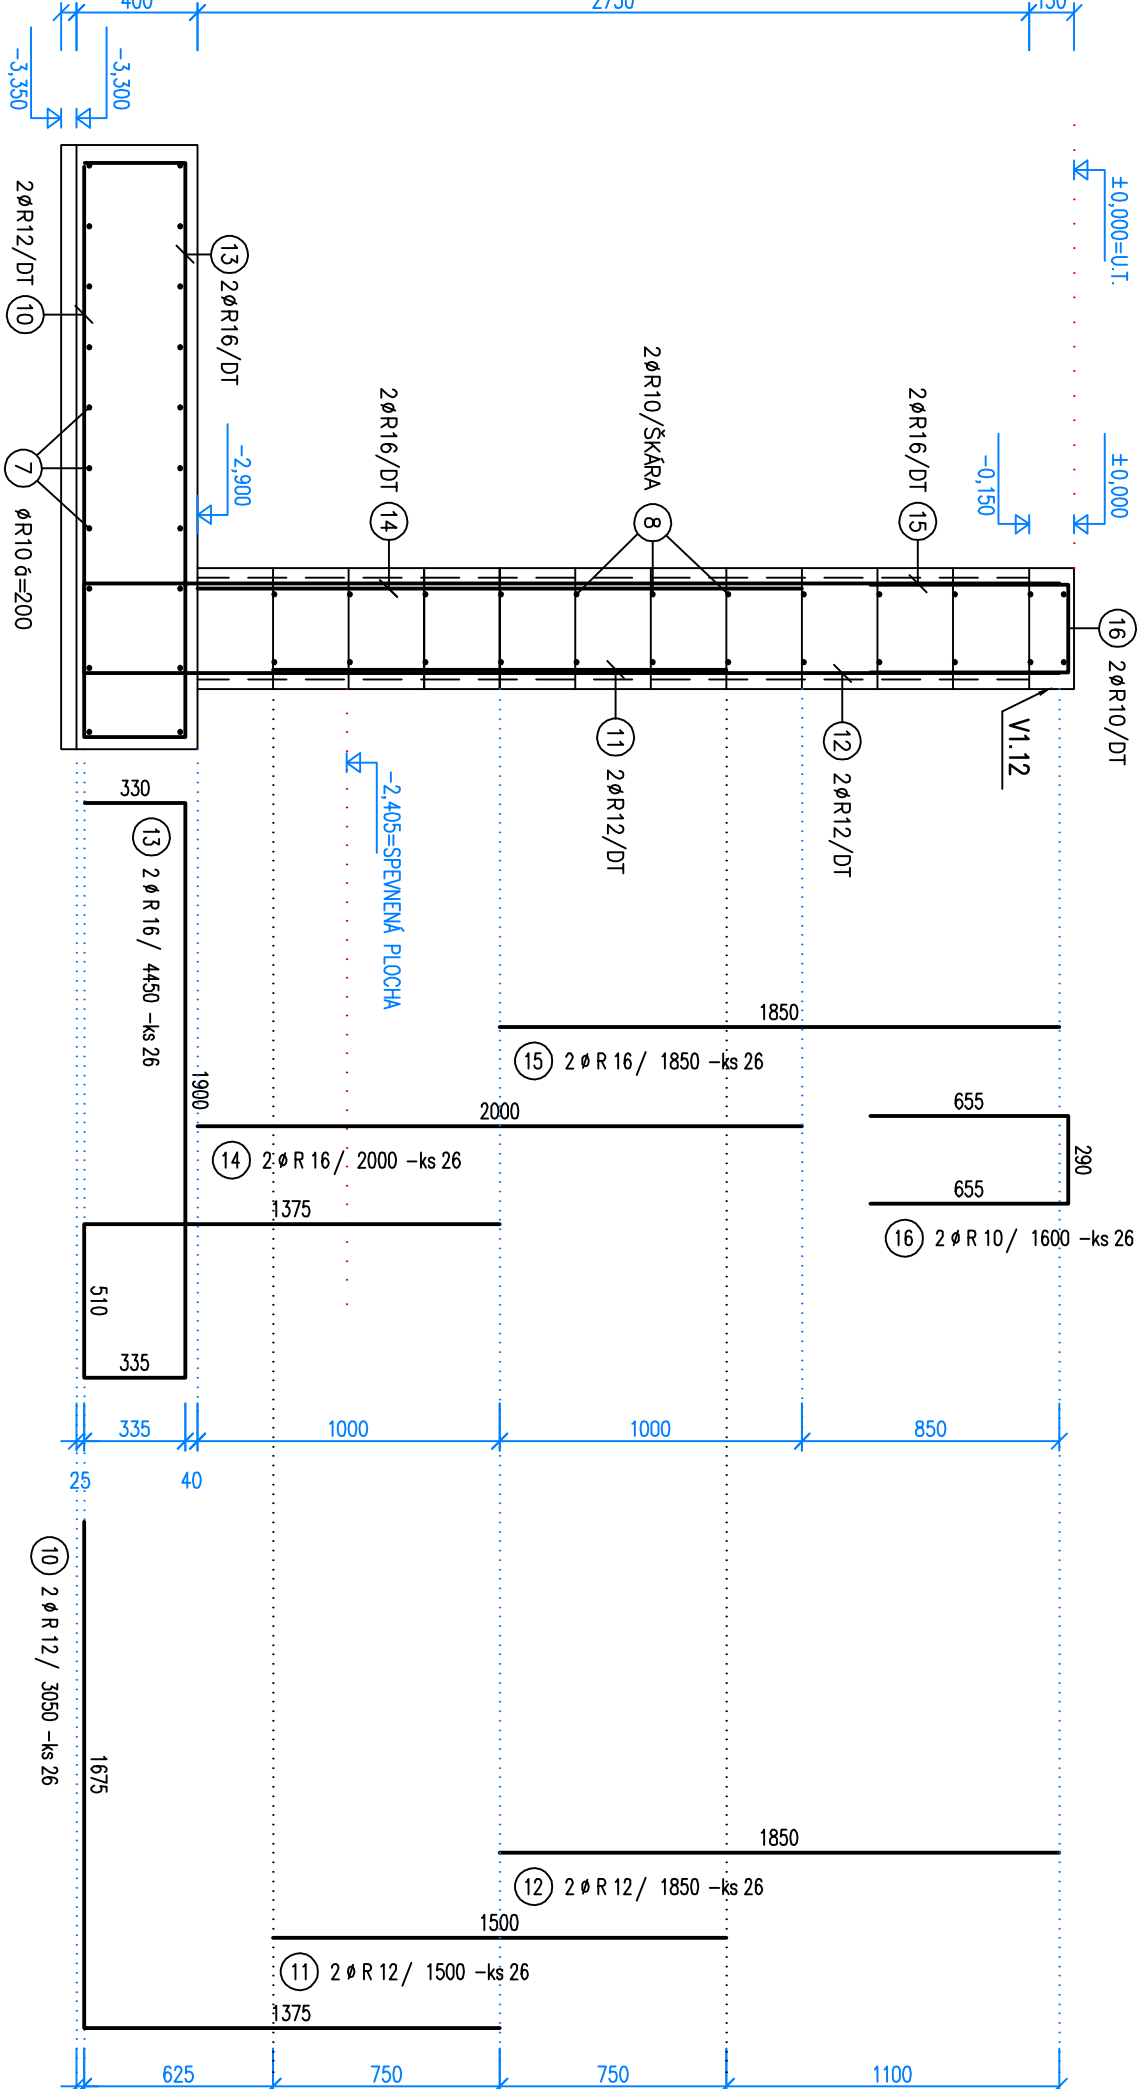 400
2750
150
-3,350
-3,300
±0,000=U.T.
±0,000
-0,150
-2,900
2øR12/DT 10
13 2øR16/DT
7 øR10 á=200
2øR16/DT 14
2øR10/ŠKÁRA 8
2øR16/DT 15
16 2øR10/DT
V1.12
12 2øR12/DT
11 2øR12/DT
-2,405=SPEVNENÁ PLOCHA
330
13 2 ø R 16 / 4450 -ks 26
1900
1850
15 2 ø R 16 / 1850 -ks 26
2000
14 2 ø R 16 / 2000 -ks 26
655
290
655
16 2 ø R 10 / 1600 -ks 26
1375
510
335
335
1000
1000
850
25
40
10 2 ø R 12 / 3050 -ks 26
1675
1850
12 2 ø R 12 / 1850 -ks 26
1500
11 2 ø R 12 / 1500 -ks 26
1375
625
750
750
1100